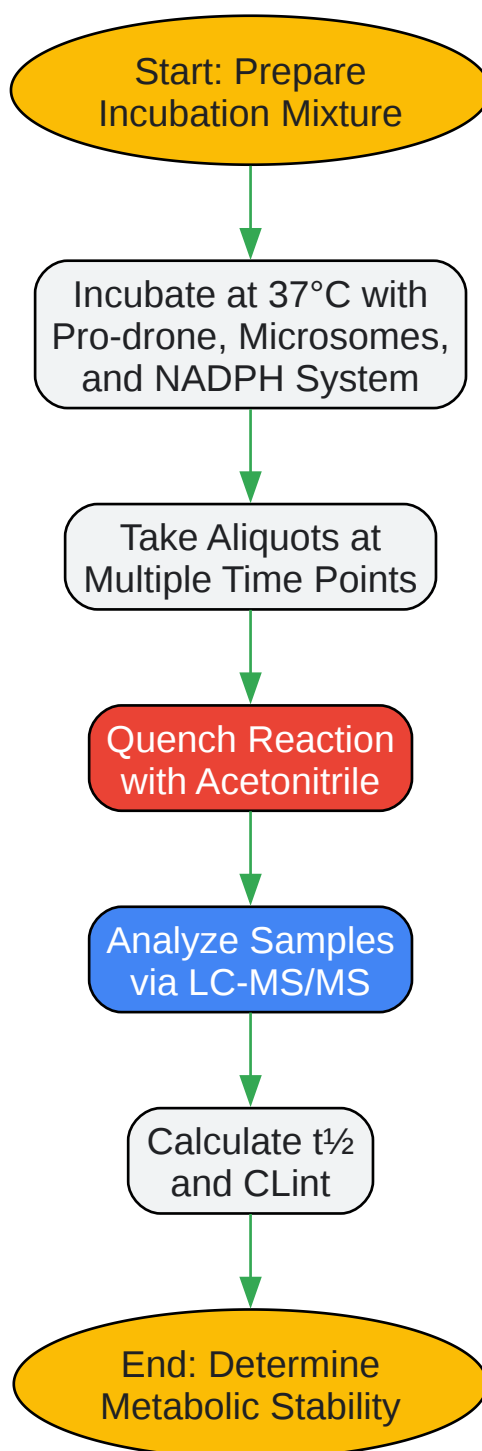 Start: Prepare
Incubation Mixture
Incubate at 37°C with
Pro-drone, Microsomes,
and NADPH System
Take Aliquots at
Multiple Time Points
Quench Reaction
with Acetonitrile
Analyze Samples
via LC-MS/MS
Calculate t½
and CLint
End: Determine
Metabolic Stability